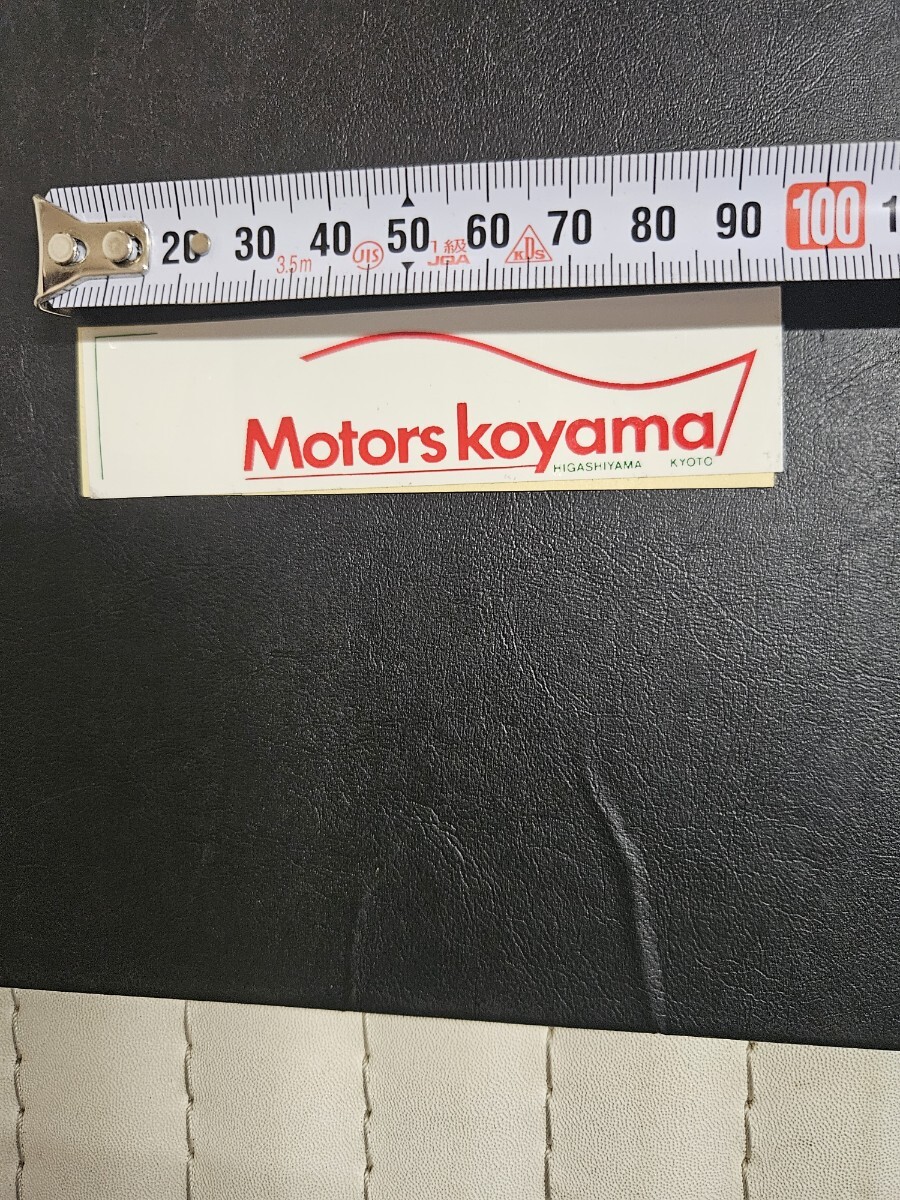 20 30 40 50 60 70 80 90 100 1
3.5m JIS 1級 KDS
JQA
Motors koyama
HIGASHIYAMA KYOTO